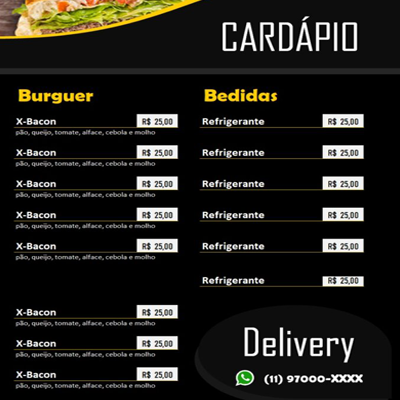 CARDÁPIO
Burguer
X-Bacon R$ 25,00
pão, queijo, tomate, alface, cebola e molho
X-Bacon R$ 25,00
pão, queijo, tomate, alface, cebola e molho
X-Bacon R$ 25,00
pão, queijo, tomate, alface, cebola e molho
X-Bacon R$ 25,00
pão, queijo, tomate, alface, cebola e molho
X-Bacon R$ 25,00
pão, queijo, tomate, alface, cebola e molho
X-Bacon R$ 25,00
pão, queijo, tomate, alface, cebola e molho
X-Bacon R$ 25,00
pão, queijo, tomate, alface, cebola e molho
X-Bacon R$ 25,00
pão, queijo, tomate, alface, cebola e molho
Bedidas
Refrigerante R$ 25,00
Refrigerante R$ 25,00
Refrigerante R$ 25,00
Refrigerante R$ 25,00
Refrigerante R$ 25,00
Refrigerante R$ 25,00
Delivery
(11) 97000-XXXX